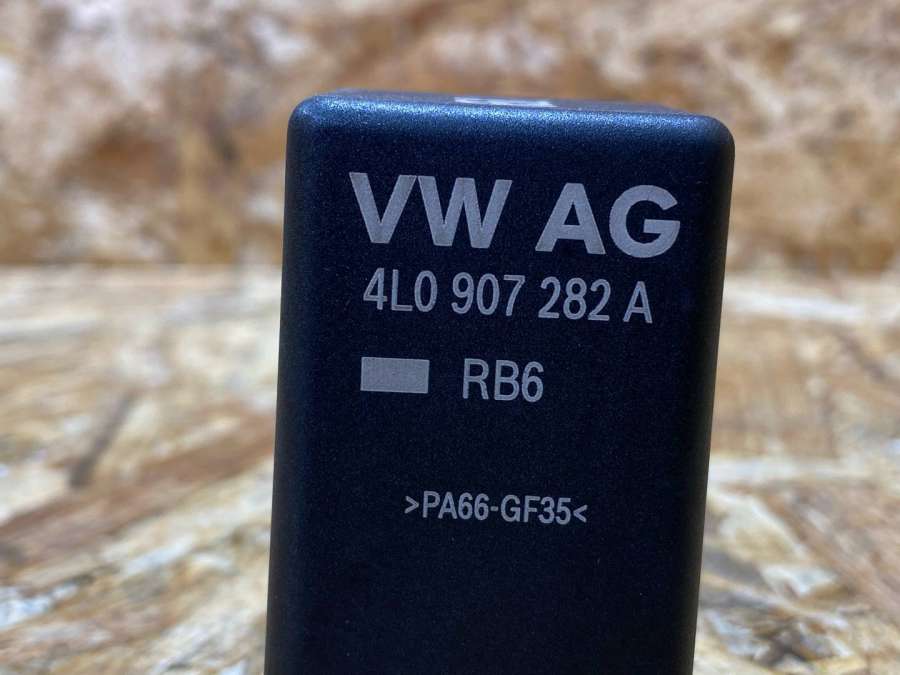 VW AG
4L0 907 282 A
RB6
>PA66-GF35<